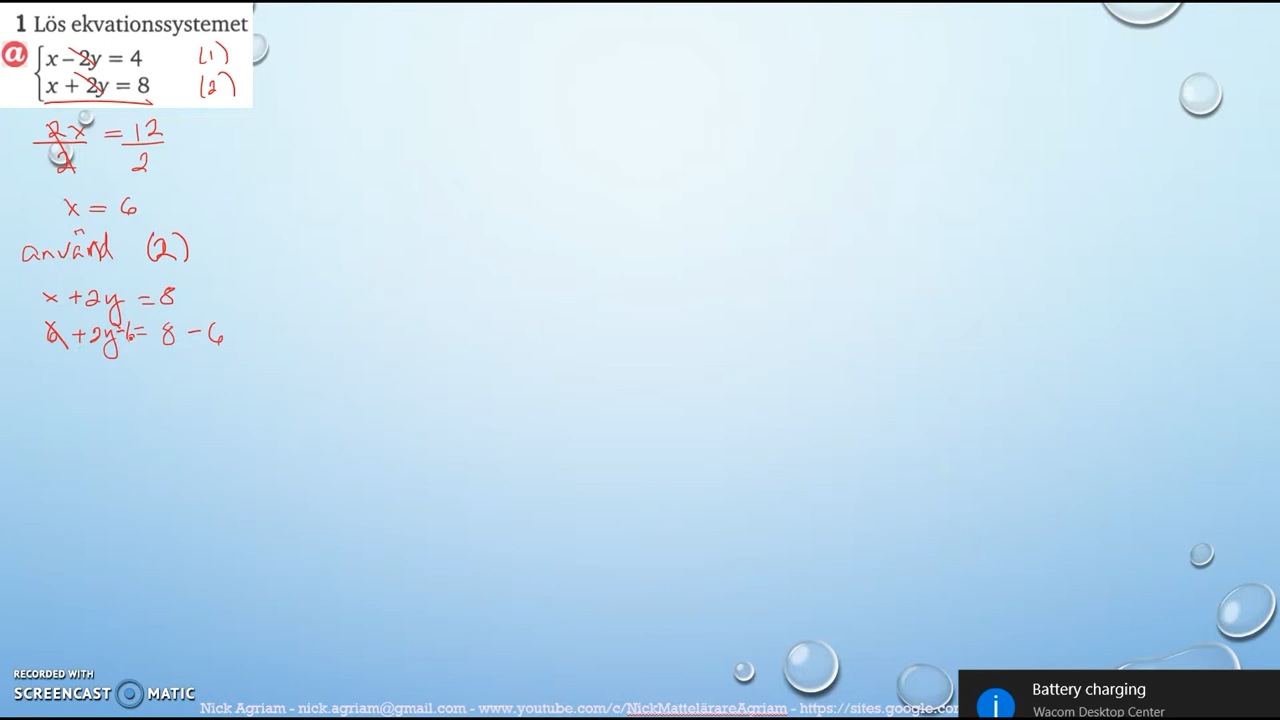 1 Lös ekvationssystemet
a x − 2y = 4 (1)
x + 2y = 8 (2)
2x = 12
2 2
x = 6
använd (2)
x + 2y = 8
6 + 2y - 6 = 8 - 6
RECORDED WITH
SCREENCAST MATIC
Nick Agriam - nick.agriam@gmail.com - www.youtube.com/c/NickMattelärareAgriam - https://sites.google.com
Battery charging
Wacom Desktop Center